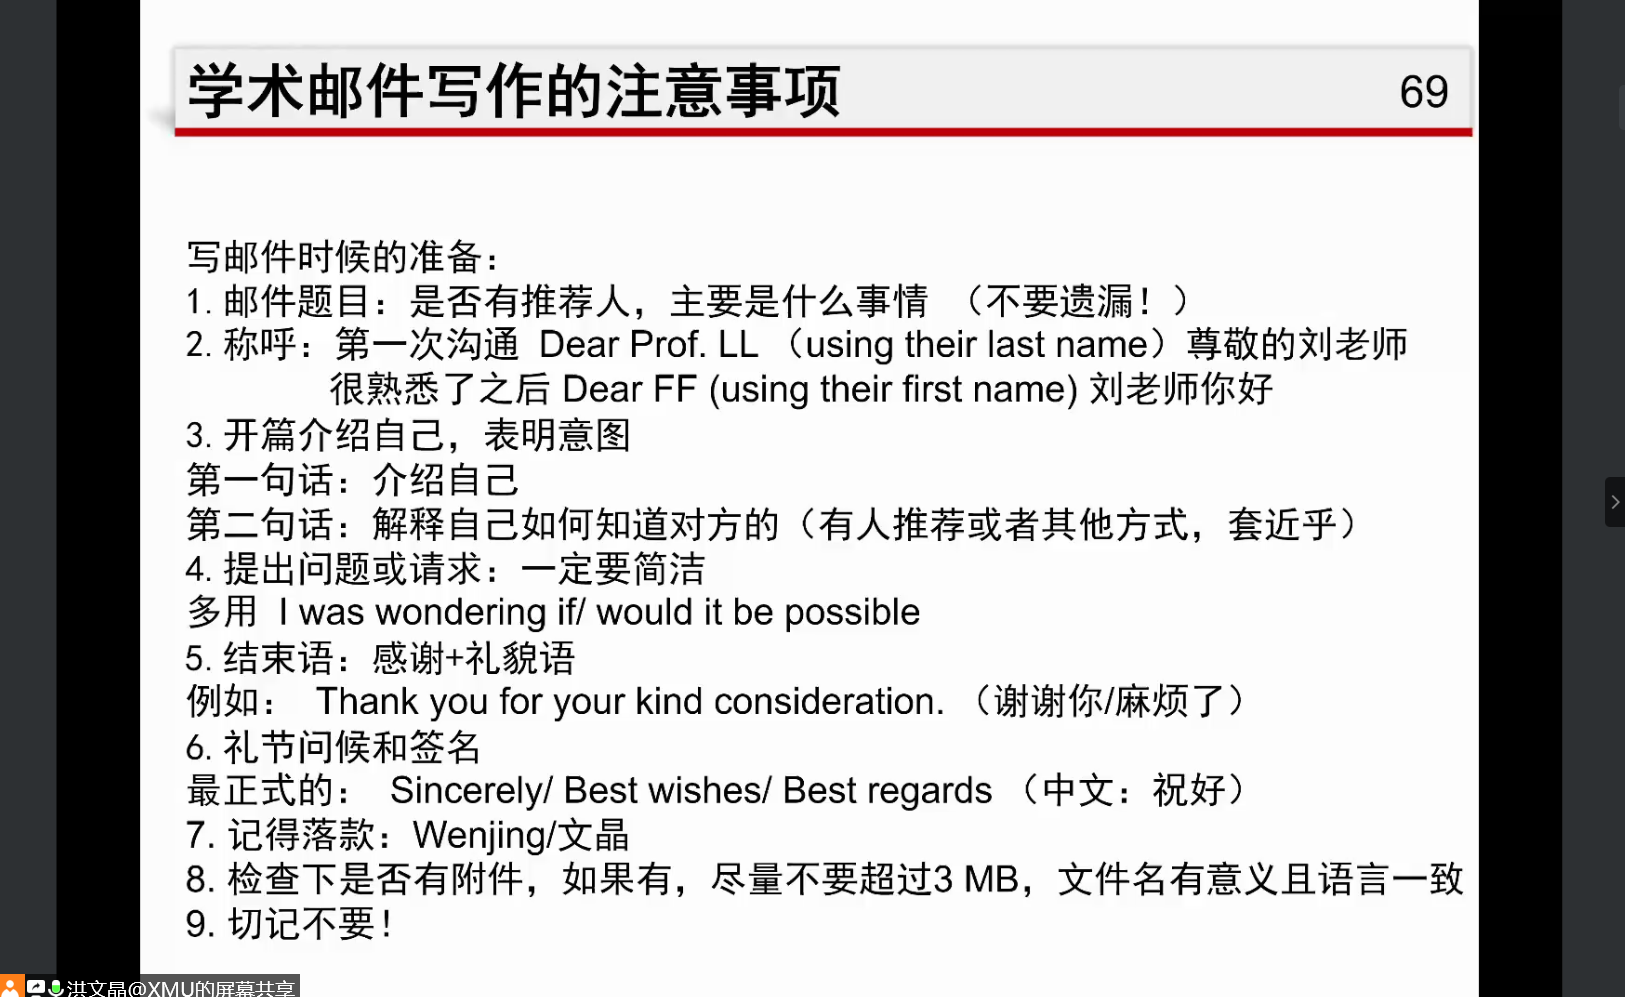 学术邮件写作的注意事项
69
写邮件时候的准备：
1. 邮件题目：是否有推荐人，主要是什么事情 （不要遗漏！）
2. 称呼：第一次沟通 Dear Prof. LL （using their last name）尊敬的刘老师
很熟悉了之后 Dear FF (using their first name) 刘老师你好
3. 开篇介绍自己，表明意图
第一句话：介绍自己
第二句话：解释自己如何知道对方的（有人推荐或者其他方式，套近乎）
4. 提出问题或请求：一定要简洁
多用 I was wondering if/ would it be possible
5. 结束语：感谢+礼貌语
例如： Thank you for your kind consideration. （谢谢你/麻烦了）
6. 礼节问候和签名
最正式的： Sincerely/ Best wishes/ Best regards （中文：祝好）
7. 记得落款：Wenjing/文晶
8. 检查下是否有附件，如果有，尽量不要超过3 MB，文件名有意义且语言一致
9. 切记不要！
洪文晶@XMU的屏幕共享